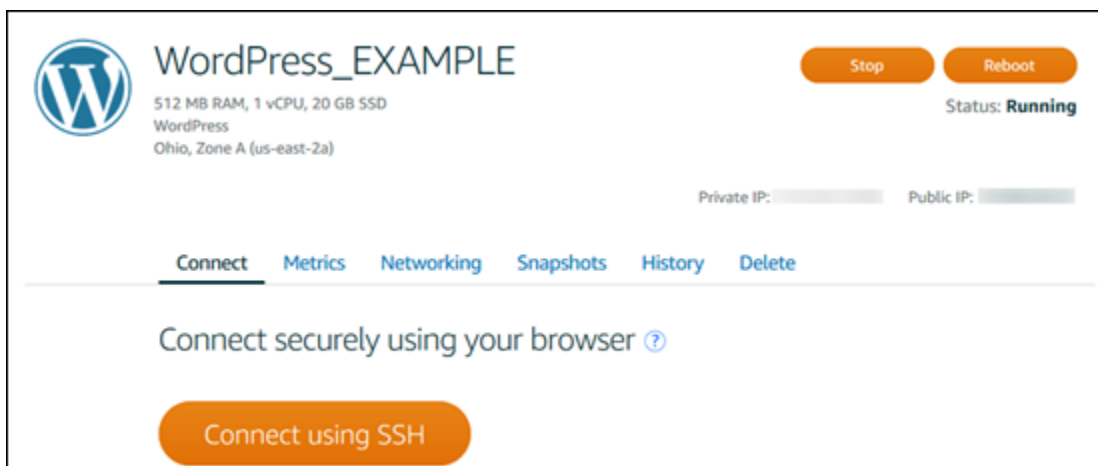 WordPress_EXAMPLE
Stop
Reboot
512 MB RAM, 1 vCPU, 20 GB SSD
Status: Running
WordPress
Ohio, Zone A (us-east-2a)
Private IP:
Public IP:
Connect Metrics Networking Snapshots History Delete
Connect securely using your browser ?
Connect using SSH